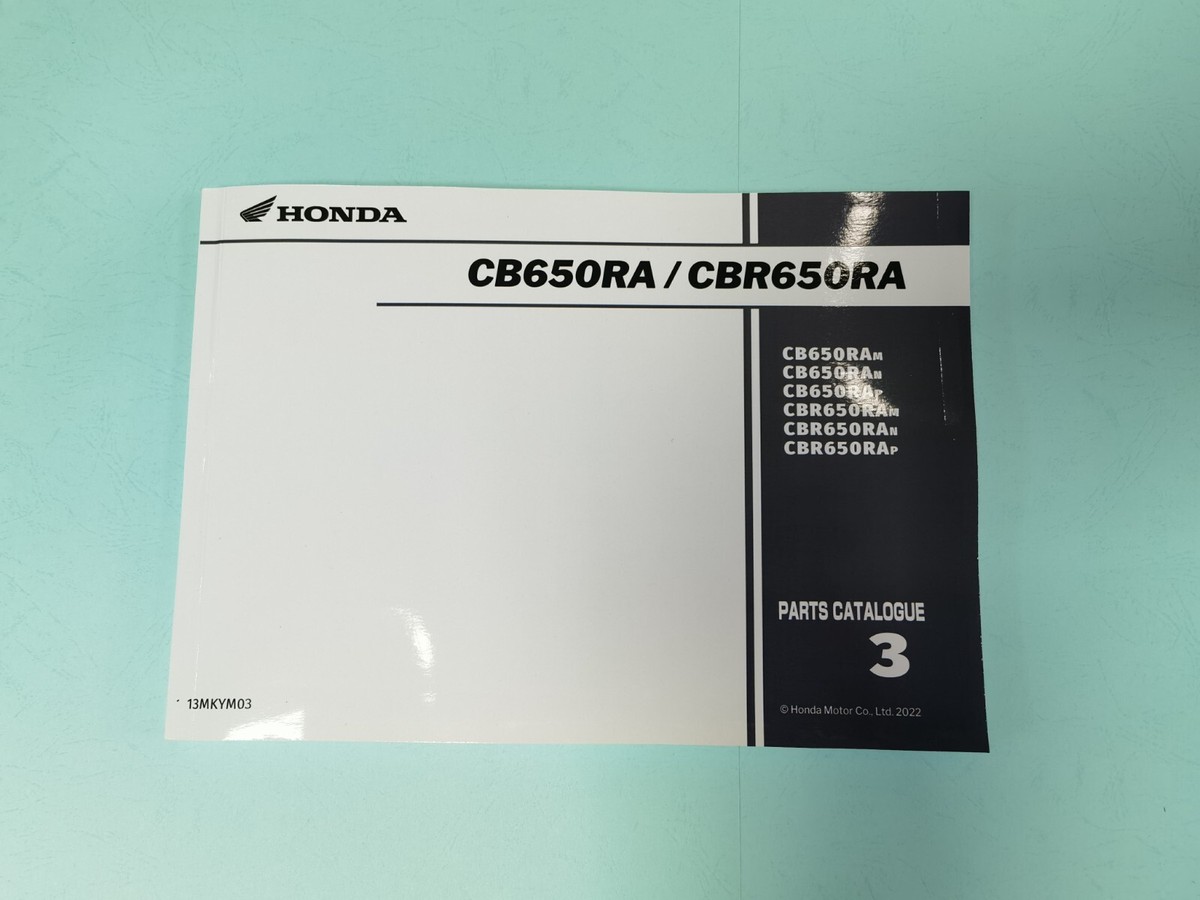 HONDA
CB650RA / CBR650RA
CB650RAM
CB650RAN
CB650RAP
CBR650RAM
CBR650RAN
CBR650RAP
PARTS CATALOGUE
3
13MKYM03
© Honda Motor Co., Ltd. 2022